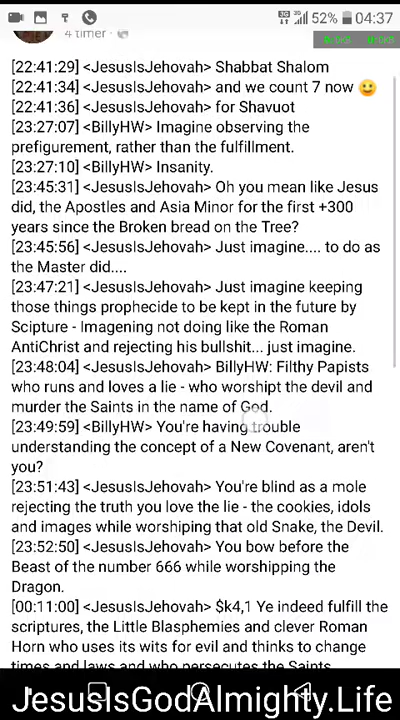 3G 52% 04:37
4 timer ·
[22:41:29] <JesusIsJehovah> Shabbat Shalom
[22:41:34] <JesusIsJehovah> and we count 7 now 🙂
[22:41:36] <JesusIsJehovah> for Shavuot
[23:27:07] <BillyHW> Imagine observing the
prefigurement, rather than the fulfillment.
[23:27:10] <BillyHW> Insanity.
[23:45:31] <JesusIsJehovah> Oh you mean like Jesus
did, the Apostles and Asia Minor for the first +300
years since the Broken bread on the Tree?
[23:45:56] <JesusIsJehovah> Just imagine.... to do as
the Master did....
[23:47:21] <JesusIsJehovah> Just imagine keeping
those things prophecide to be kept in the future by
Scipture - Imagening not doing like the Roman
AntiChrist and rejecting his bullshit... just imagine.
[23:48:04] <JesusIsJehovah> BillyHW: Filthy Papists
who runs and loves a lie - who worshipt the devil and
murder the Saints in the name of God.
[23:49:59] <BillyHW> You're having trouble
understanding the concept of a New Covenant, aren't
you?
[23:51:43] <JesusIsJehovah> You're blind as a mole
rejecting the truth you love the lie - the cookies, idols
and images while worshiping that old Snake, the Devil.
[23:52:50] <JesusIsJehovah> You bow before the
Beast of the number 666 while worshipping the
Dragon.
[00:11:00] <JesusIsJehovah> $k4,1 Ye indeed fulfill the
scriptures, the Little Blasphemies and clever Roman
Horn who uses its wits for evil and thinks to change
times and laws and who persecutes the Saints
JesusIsGodAlmighty.Life